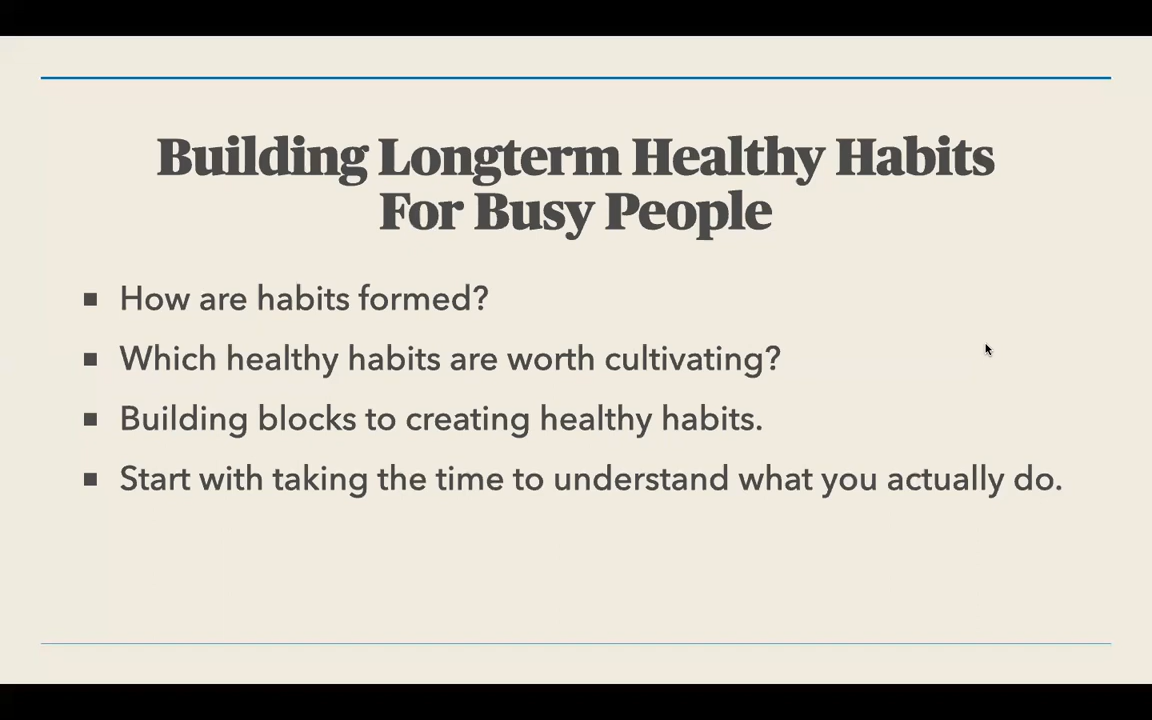 Building Longterm Healthy Habits
For Busy People
▪ How are habits formed?
▪ Which healthy habits are worth cultivating?
▪ Building blocks to creating healthy habits.
▪ Start with taking the time to understand what you actually do.